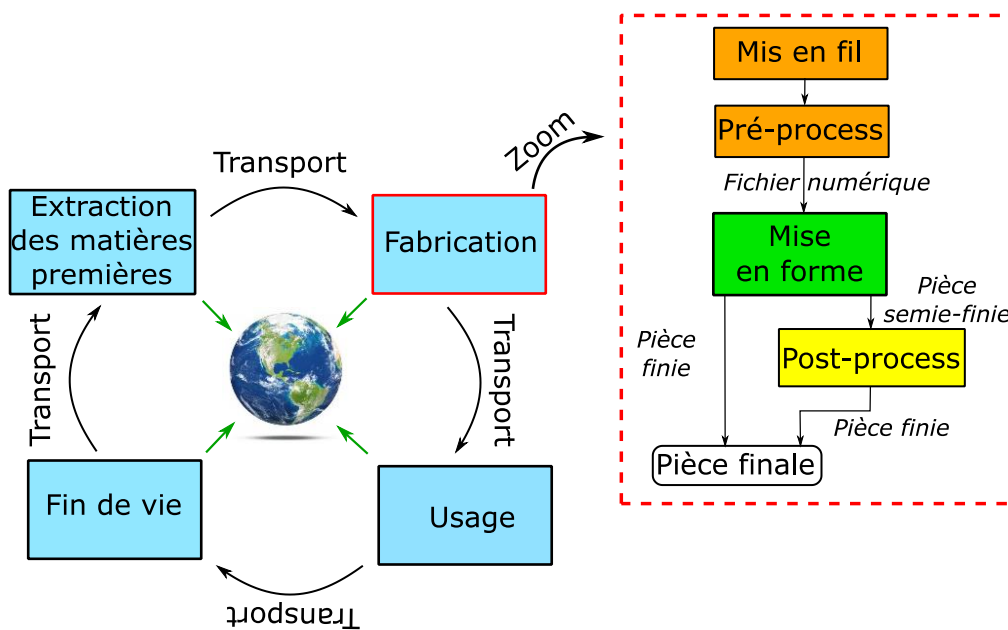 Transport
Extraction
des matières
premières
Fabrication
Zoom
Transport
Transport
Fin de vie
Usage
Transport
Mis en fil
Pré-process
Fichier numérique
Mise
en forme
Pièce
semie-finie
Pièce
finie
Post-process
Pièce finie
Pièce finale